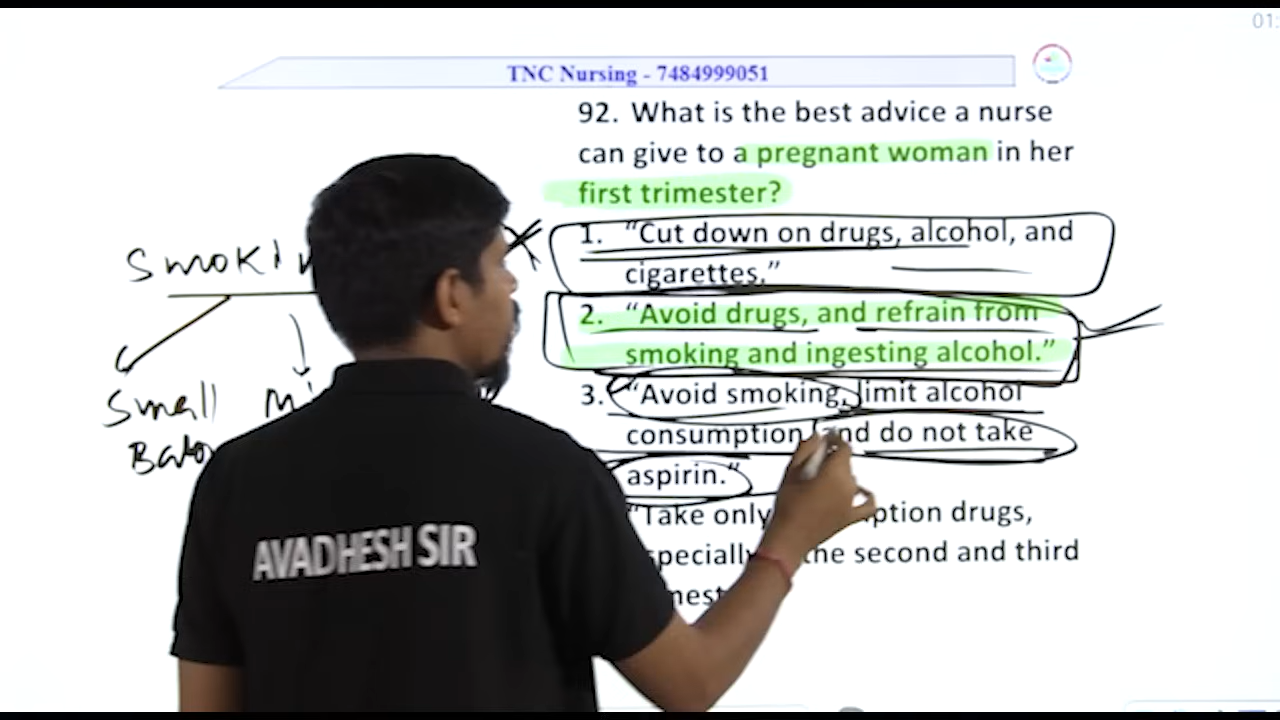 01:
TNC Nursing - 7484999051
92. What is the best advice a nurse
can give to a pregnant woman in her
first trimester?
1. "Cut down on drugs, alcohol, and
cigarettes."
2. "Avoid drugs, and refrain from
smoking and ingesting alcohol."
3. "Avoid smoking, limit alcohol
consumption and do not take
aspirin."
"Take only
drugs,
the second and third
Small
AVADHESH SIR